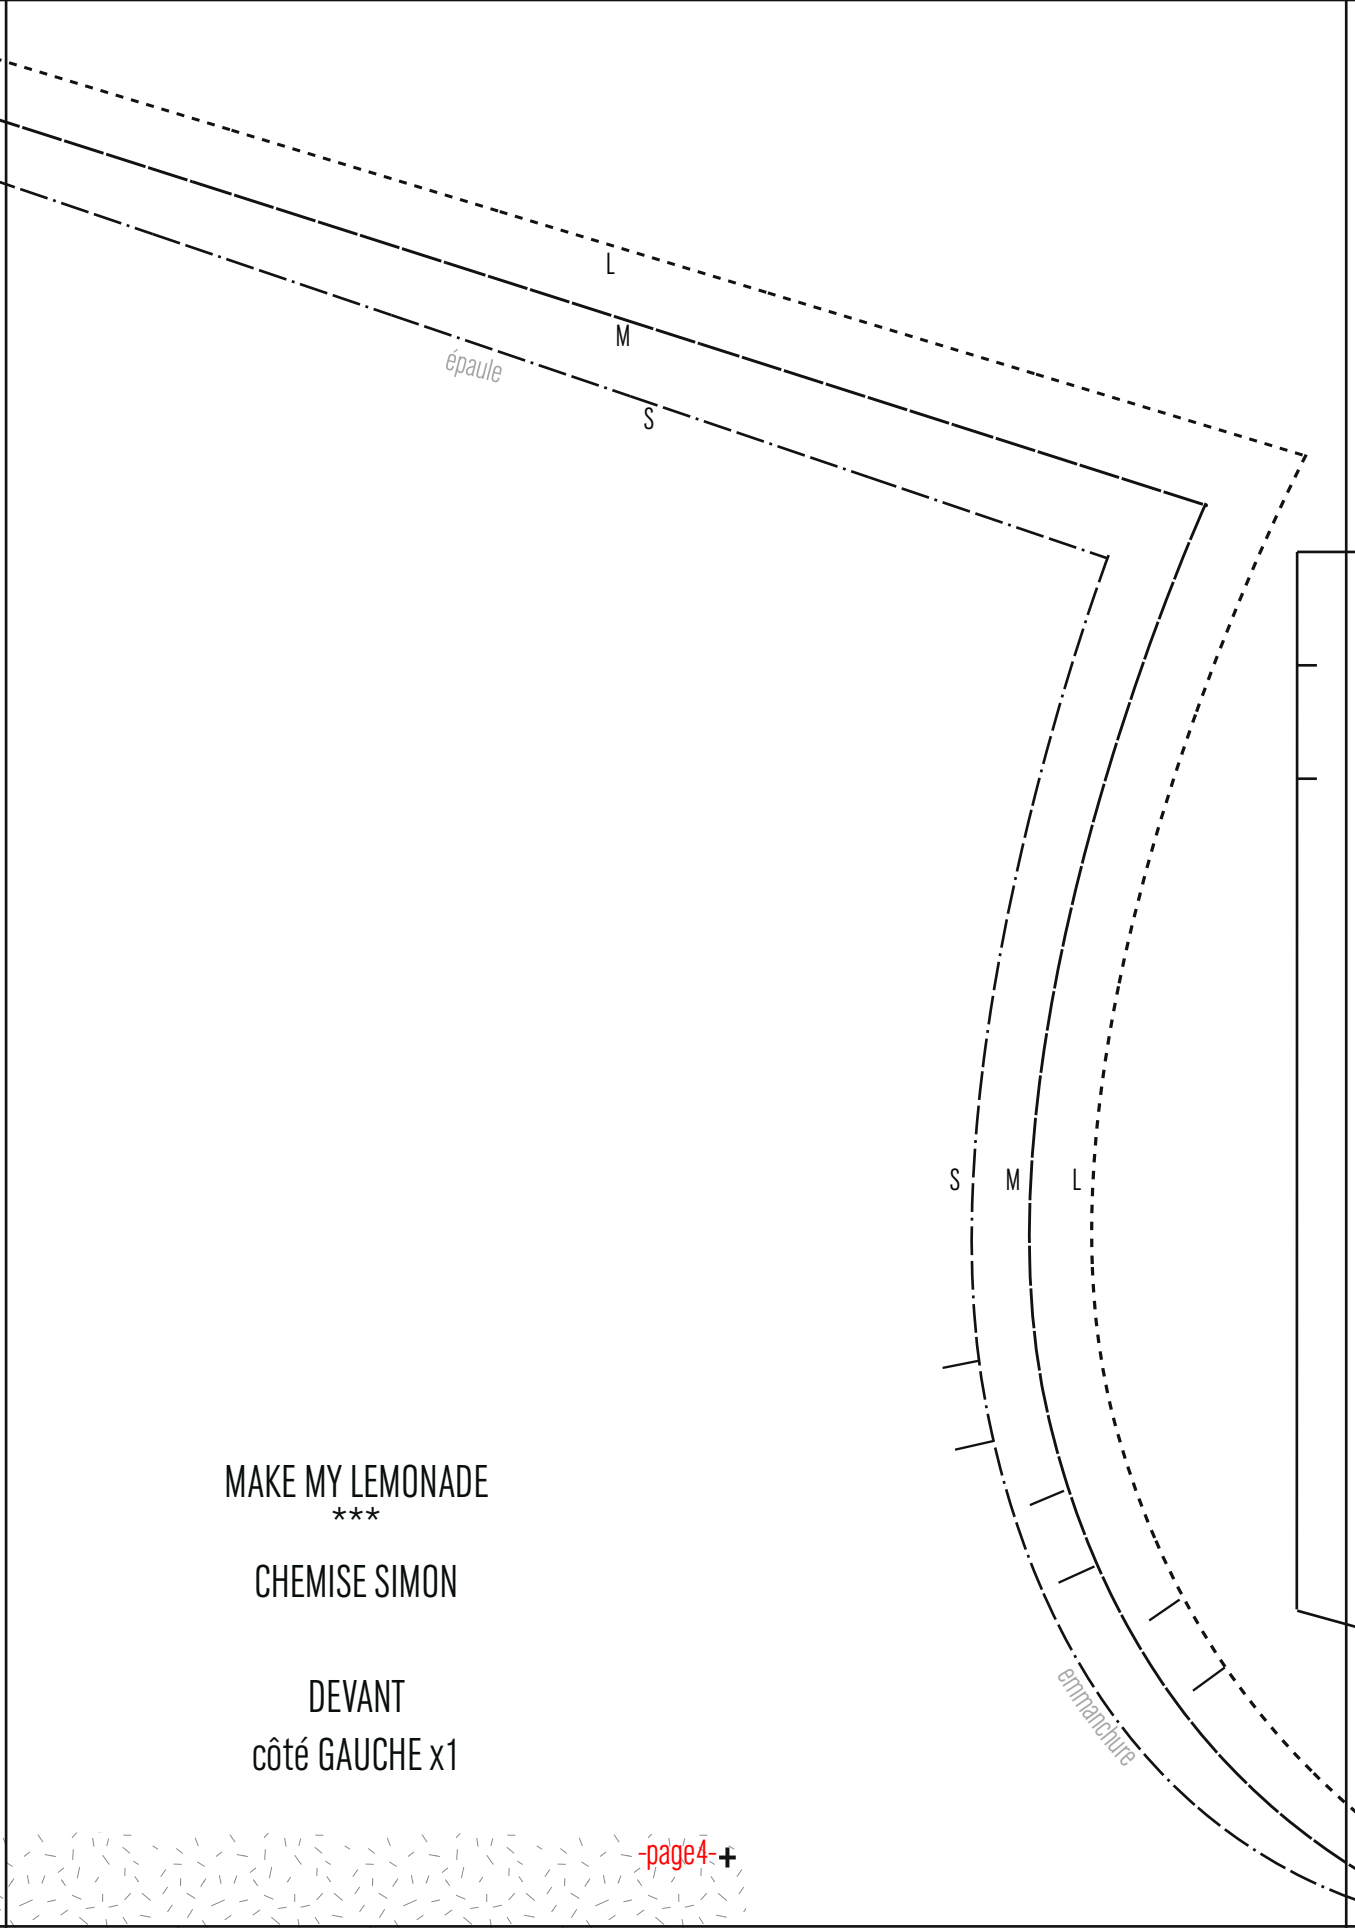 L
M
épaule
S
S M L
MAKE MY LEMONADE
***
CHEMISE SIMON
DEVANT
côté GAUCHE x1
emmanchure
-page4-+